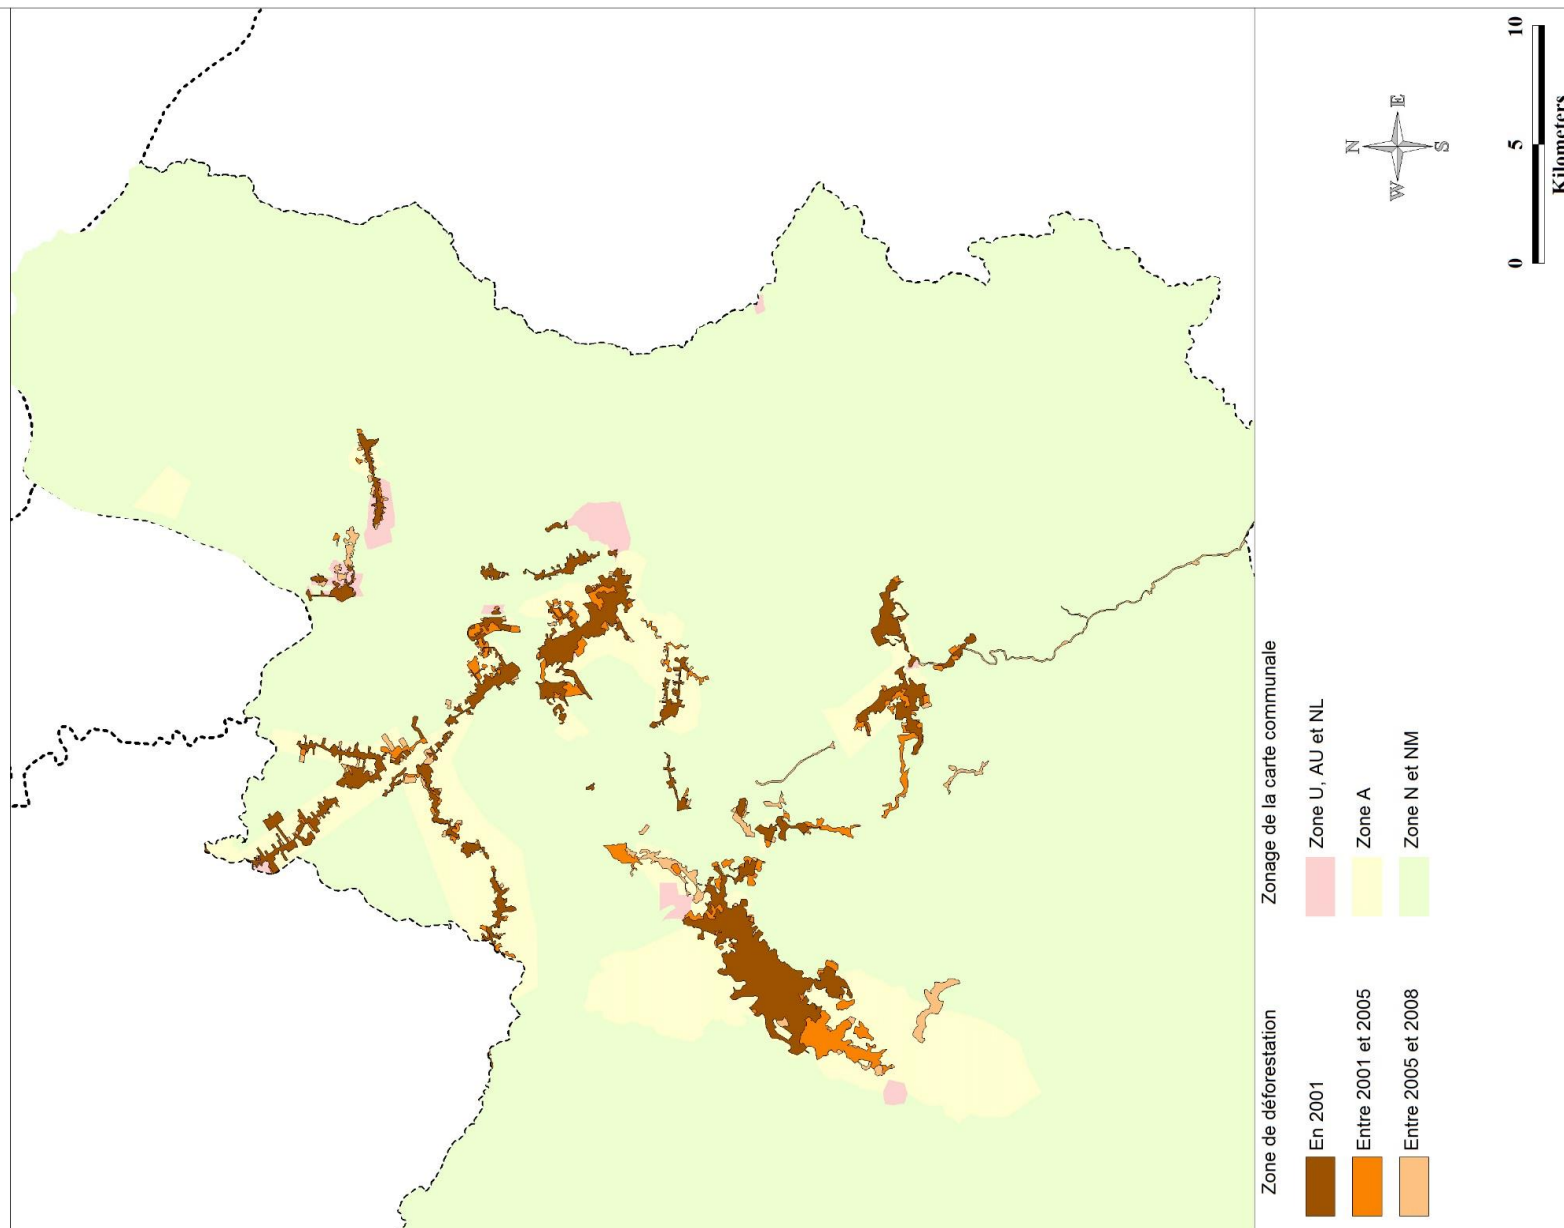 Zone de déforestation
En 2001
Entre 2001 et 2005
Entre 2005 et 2008
Zonage de la carte communale
Zone U, AU et NL
Zone A
Zone N et NM
N
W E
S
0 5 10
Kilometers